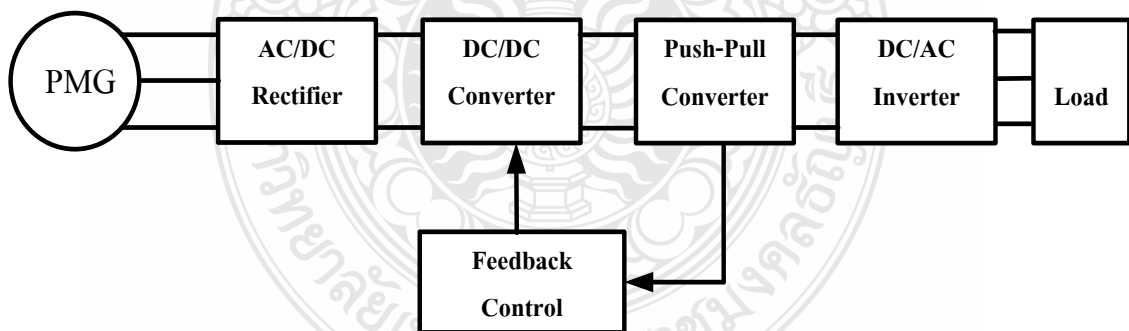 PMG
AC/DC
Rectifier
DC/DC
Converter
Push-Pull
Converter
DC/AC
Inverter
Load
Feedback
Control